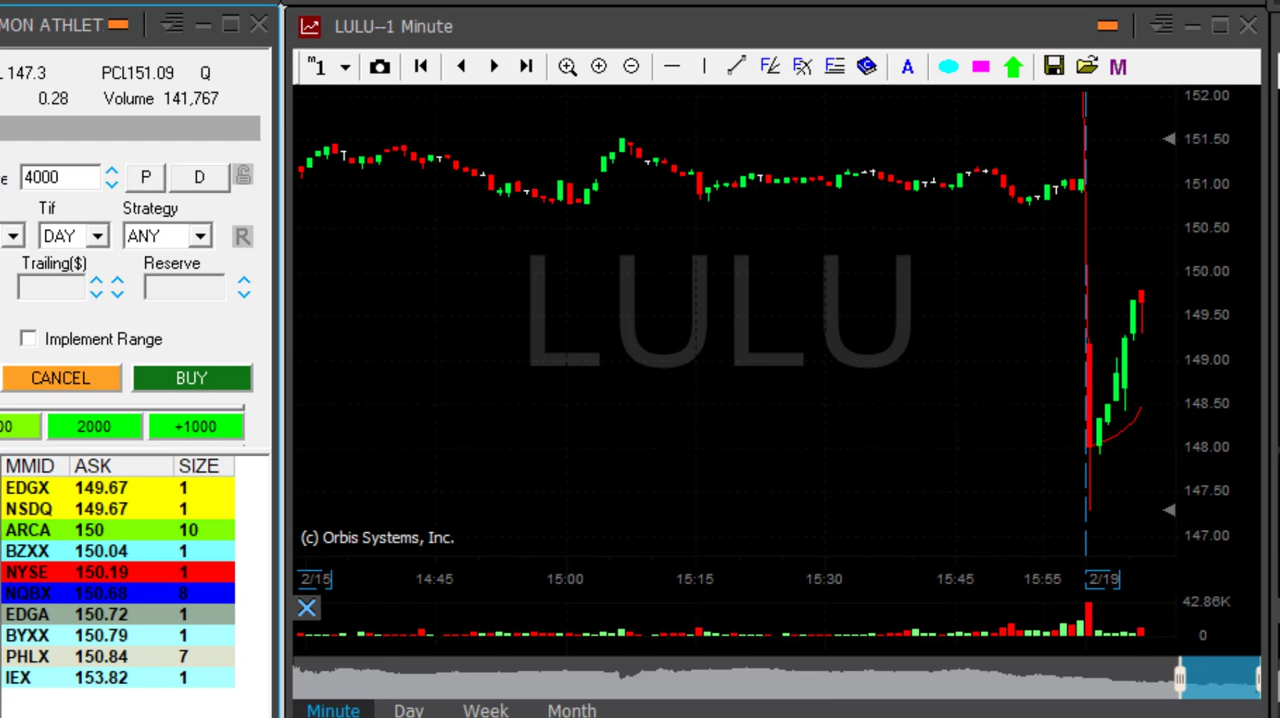 MON ATHLET
147.3 PCL151.09 Q
0.28 Volume 141,767
4000 P D
Tif Strategy
DAY ANY R
Trailing($) Reserve
Implement Range
CANCEL BUY
00 2000 +1000
MMID ASK SIZE
EDGX 149.67 1
NSDQ 149.67 1
ARCA 150 10
BZXX 150.04 1
NYSE 150.19 1
NQBX 150.68 8
EDGA 150.72 1
BYXX 150.79 1
PHLX 150.84 7
IEX 153.82 1
LULU--1 Minute
m1 A M
152.00
151.50
151.00
150.50
150.00
149.50
149.00
148.50
148.00
147.50
147.00
LULU
(c) Orbis Systems, Inc.
2/15 14:45 15:00 15:15 15:30 15:45 15:55 2/19
42.86K
0
Minute Day Week Month